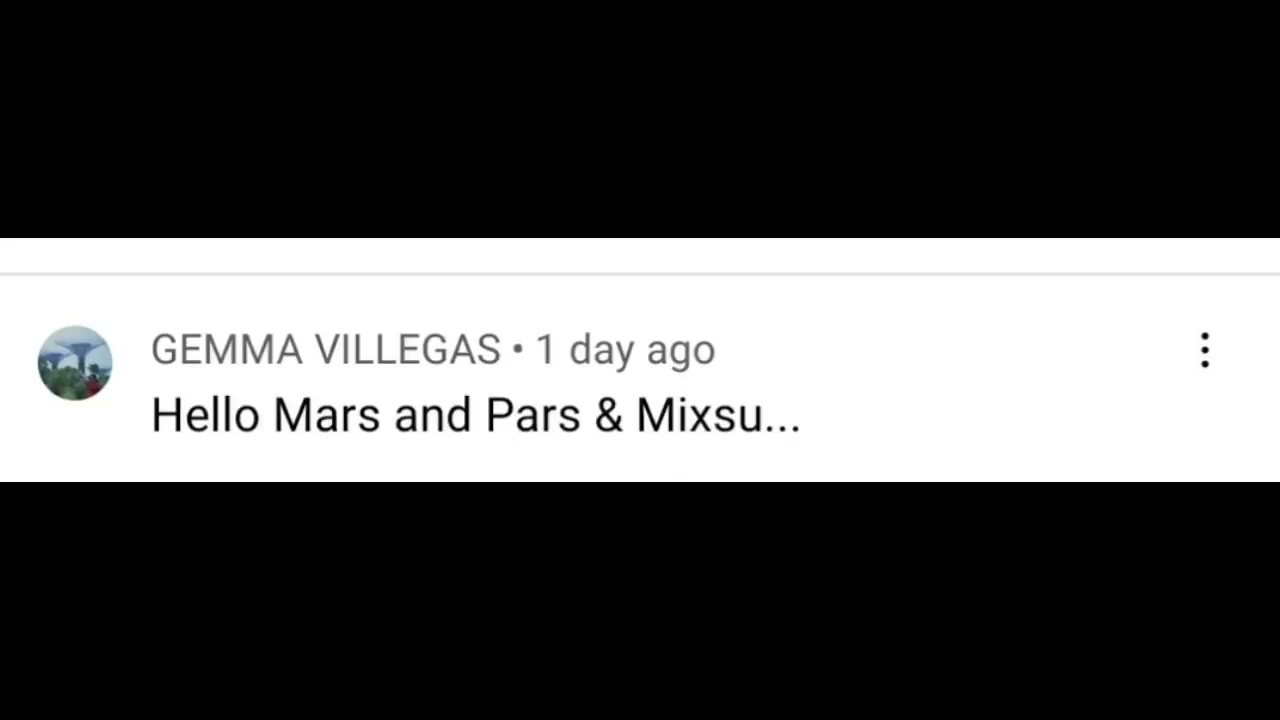 GEMMA VILLEGAS • 1 day ago
Hello Mars and Pars & Mixsu...